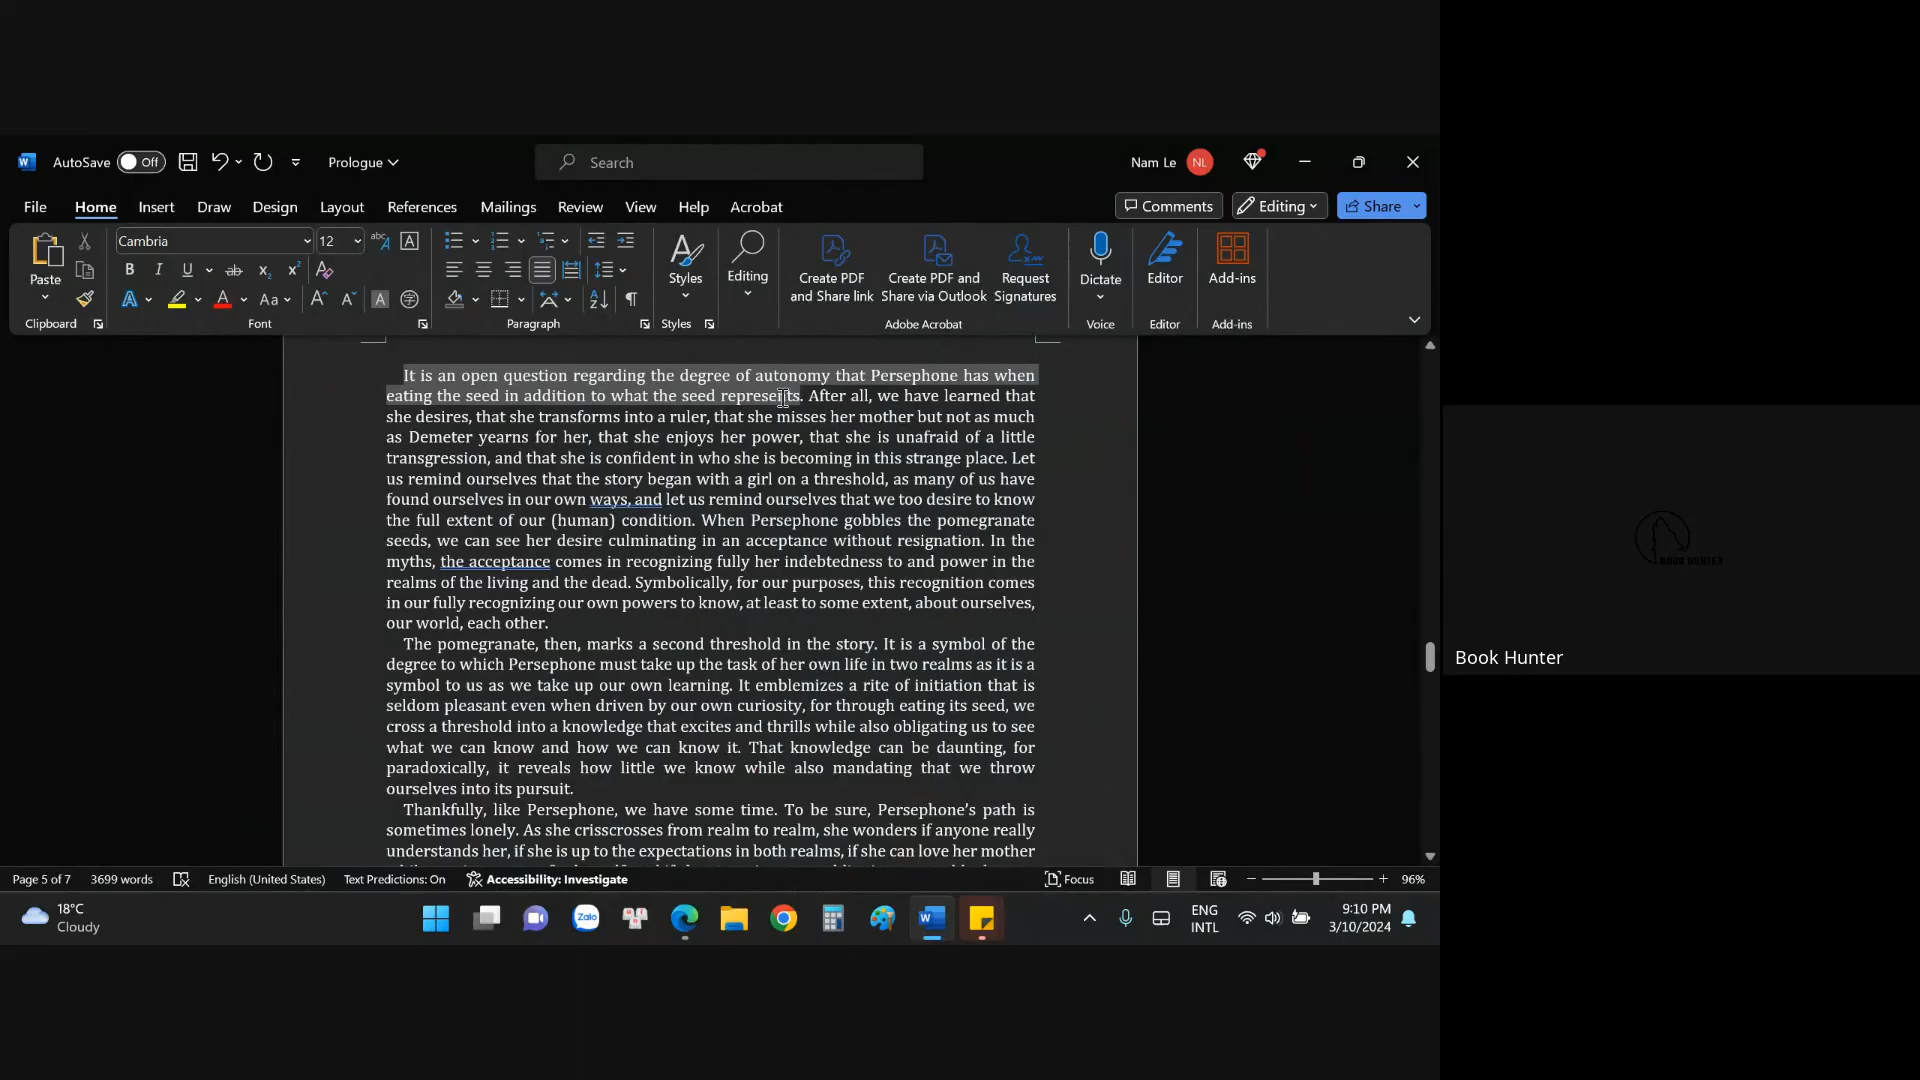 AutoSave Off Prologue Search Nam Le NL
File Home Insert Draw Design Layout References Mailings Review View Help Acrobat Comments Editing Share
Paste Cambria 12 Styles Editing Create PDF and Share link Create PDF and Share via Outlook Request Signatures Dictate Editor Add-ins
Clipboard Font Paragraph Styles Adobe Acrobat Voice Editor Add-ins
It is an open question regarding the degree of autonomy that Persephone has when
eating the seed in addition to what the seed represents. After all, we have learned that
she desires, that she transforms into a ruler, that she misses her mother but not as much
as Demeter yearns for her, that she enjoys her power, that she is unafraid of a little
transgression, and that she is confident in who she is becoming in this strange place. Let
us remind ourselves that the story began with a girl on a threshold, as many of us have
found ourselves in our own ways, and let us remind ourselves that we too desire to know
the full extent of our (human) condition. When Persephone gobbles the pomegranate
seeds, we can see her desire culminating in an acceptance without resignation. In the
myths, the acceptance comes in recognizing fully her indebtedness to and power in the
realms of the living and the dead. Symbolically, for our purposes, this recognition comes
in our fully recognizing our own powers to know, at least to some extent, about ourselves,
our world, each other.
The pomegranate, then, marks a second threshold in the story. It is a symbol of the
degree to which Persephone must take up the task of her own life in two realms as it is a
symbol to us as we take up our own learning. It emblemizes a rite of initiation that is
seldom pleasant even when driven by our own curiosity, for through eating its seed, we
cross a threshold into a knowledge that excites and thrills while also obligating us to see
what we can know and how we can know it. That knowledge can be daunting, for
paradoxically, it reveals how little we know while also mandating that we throw
ourselves into its pursuit.
Thankfully, like Persephone, we have some time. To be sure, Persephone's path is
sometimes lonely. As she crisscrosses from realm to realm, she wonders if anyone really
understands her, if she is up to the expectations in both realms, if she can love her mother
BOOK HUNTER
Book Hunter
Page 5 of 7 3699 words English (United States) Text Predictions: On Accessibility: Investigate Focus 96%
18°C
Cloudy
Zalo
ENG
INTL
9:10 PM
3/10/2024